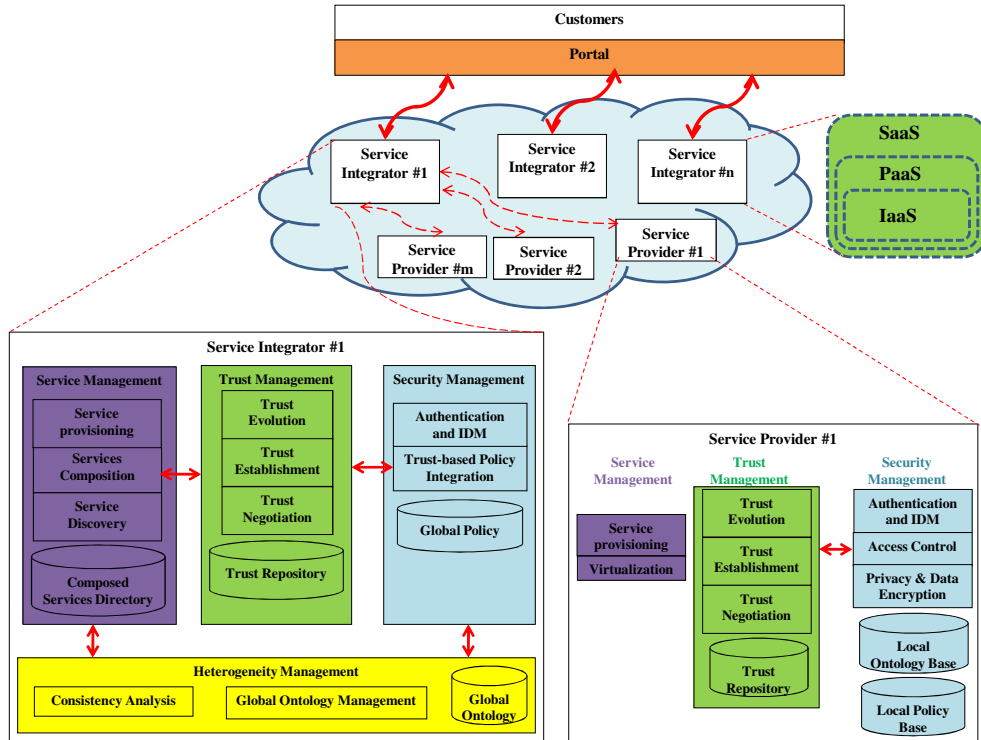 Customers
Portal
Service
Integrator #1
Service
Integrator #2
Service
Integrator #n
SaaS
PaaS
IaaS
Service
Provider #m
Service
Provider #2
Service
Provider #1
Service Integrator #1
Service Management
Service
provisioning
Services
Composition
Service
Discovery
Composed
Services Directory
Trust Management
Trust
Evolution
Trust
Establishment
Trust
Negotiation
Trust Repository
Security Management
Authentication
and IDM
Trust-based Policy
Integration
Global Policy
Heterogeneity Management
Consistency Analysis
Global Ontology Management
Global
Ontology
Service Provider #1
Service
Management
Service
provisioning
Virtualization
Trust
Management
Trust
Evolution
Trust
Establishment
Trust
Negotiation
Trust
Repository
Security
Management
Authentication
and IDM
Access Control
Privacy & Data
Encryption
Local
Ontology Base
Local Policy
Base